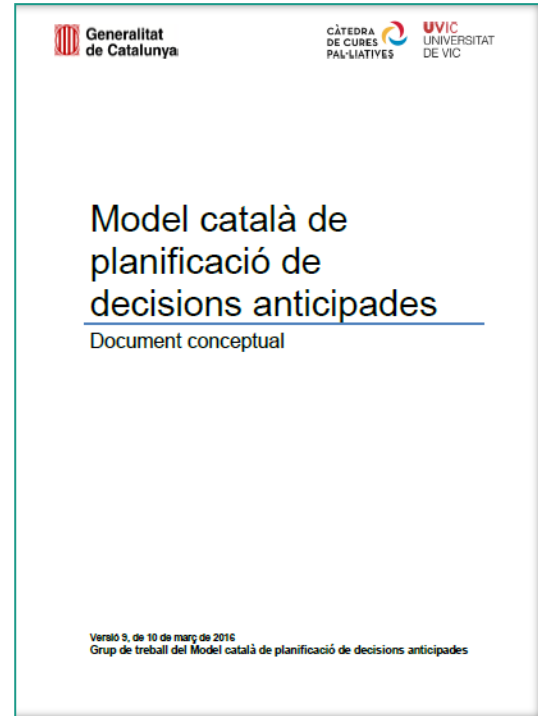 Generalitat
de Catalunya
CÀTEDRA
DE CURES
PAL·LIATIVES
UVIC
UNIVERSITAT
DE VIC
Model català de
planificació de
decisions anticipades
Document conceptual
Versió 9, de 10 de març de 2016
Grup de treball del Model català de planificació de decisions anticipades